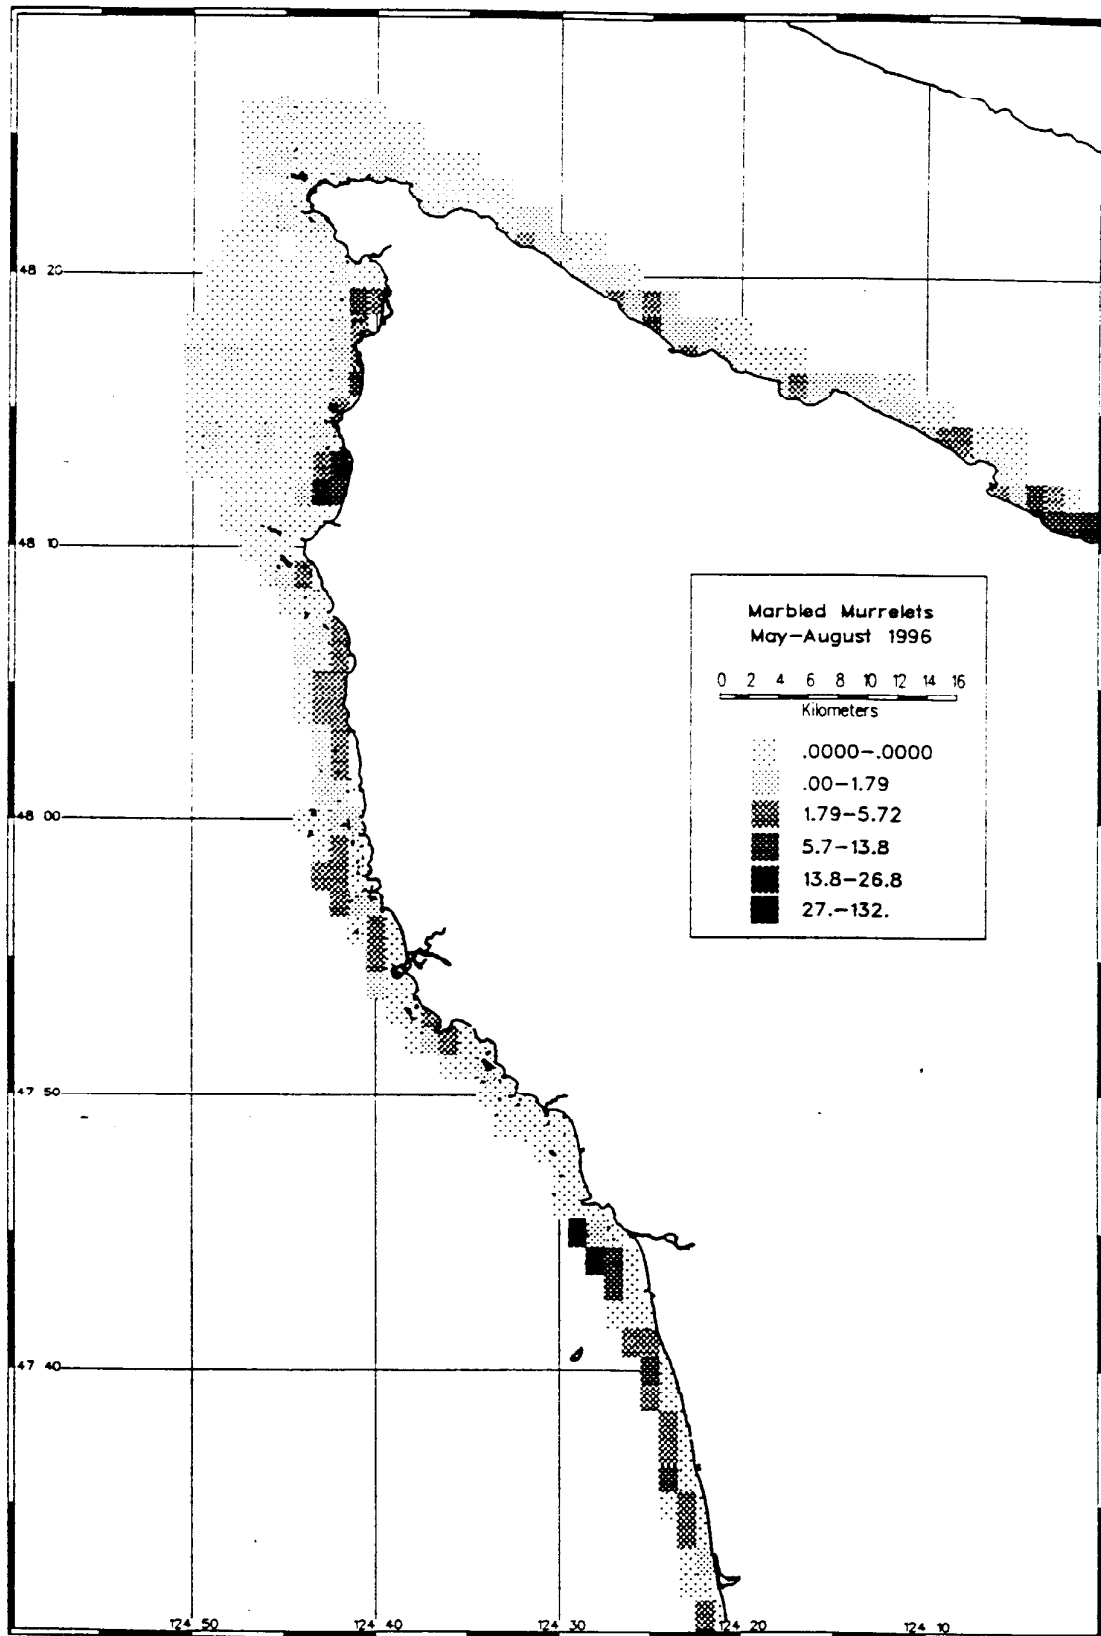 48 20
48 10
Marbled Murrelets
May-August 1996
0 2 4 6 8 10 12 14 16
Kilometers
.0000-.0000
.00-1.79
1.79-5.72
5.7-13.8
13.8-26.8
27.-132.
48 00
47 50
47 40
124 50 124 40 124 30 124 20 124 10